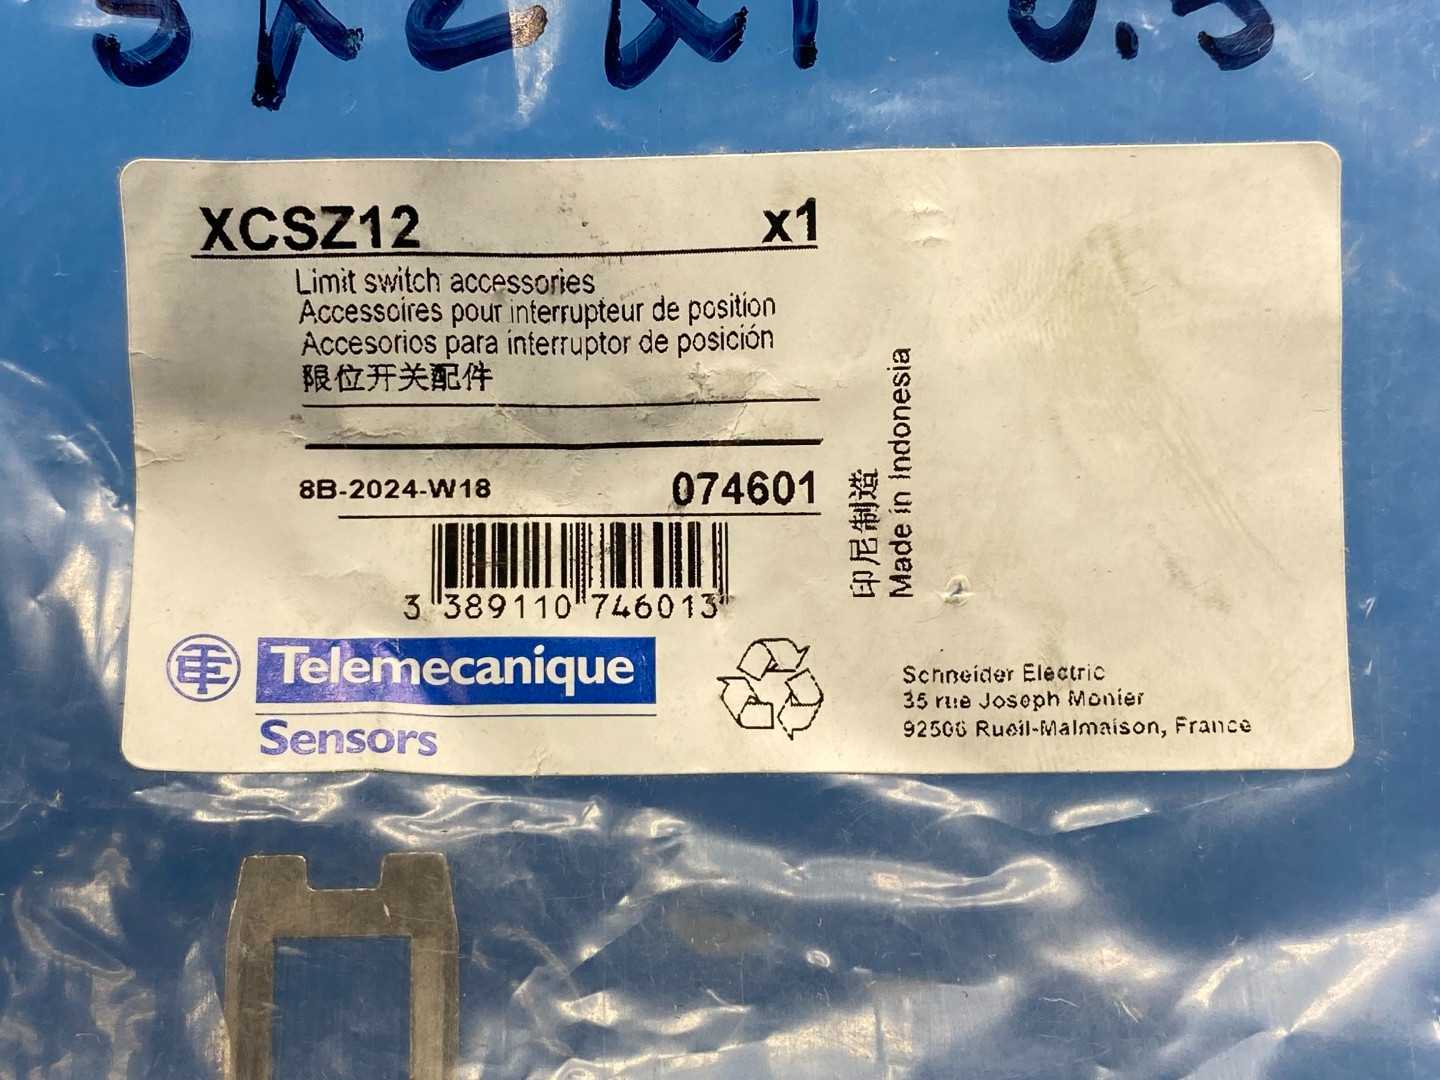 XCSZ12 x1
Limit switch accessories
Accessoires pour interrupteur de position
Accesorios para interruptor de posición
限位开关配件
8B-2024-W18 074601
3 389110 746013
印尼制造
Made in Indonesia
TE Telemecanique
Sensors
Schneider Electric
35 rue Joseph Monier
92506 Rueil-Malmaison, France